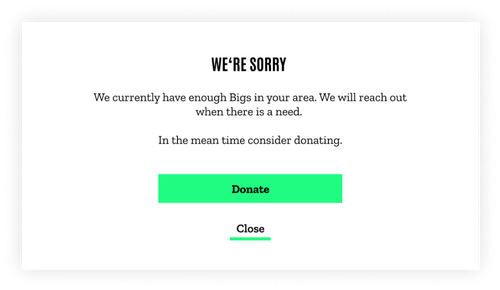 WE‘RE SORRY
We currently have enough Bigs in your area. We will reach out
when there is a need.
In the mean time consider donating.
Donate
Close